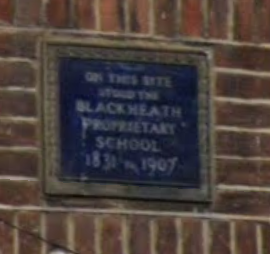 ON THIS SITE
STOOD THE
BLACKHEATH
PROPRIETARY
SCHOOL
1831 - 1907